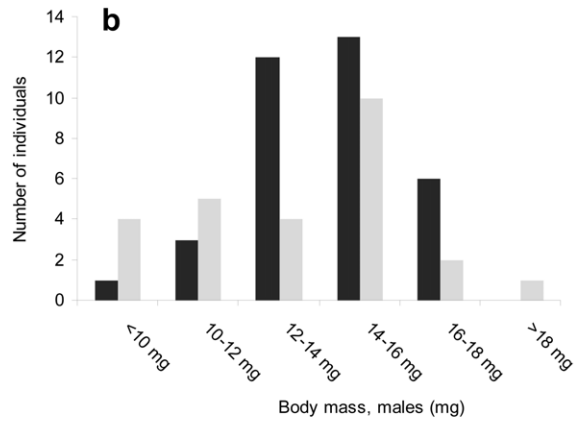 b
Number of individuals
14
12
10
8
6
4
2
0
<10 mg
10-12 mg
12-14 mg
14-16 mg
16-18 mg
>18 mg
Body mass, males (mg)